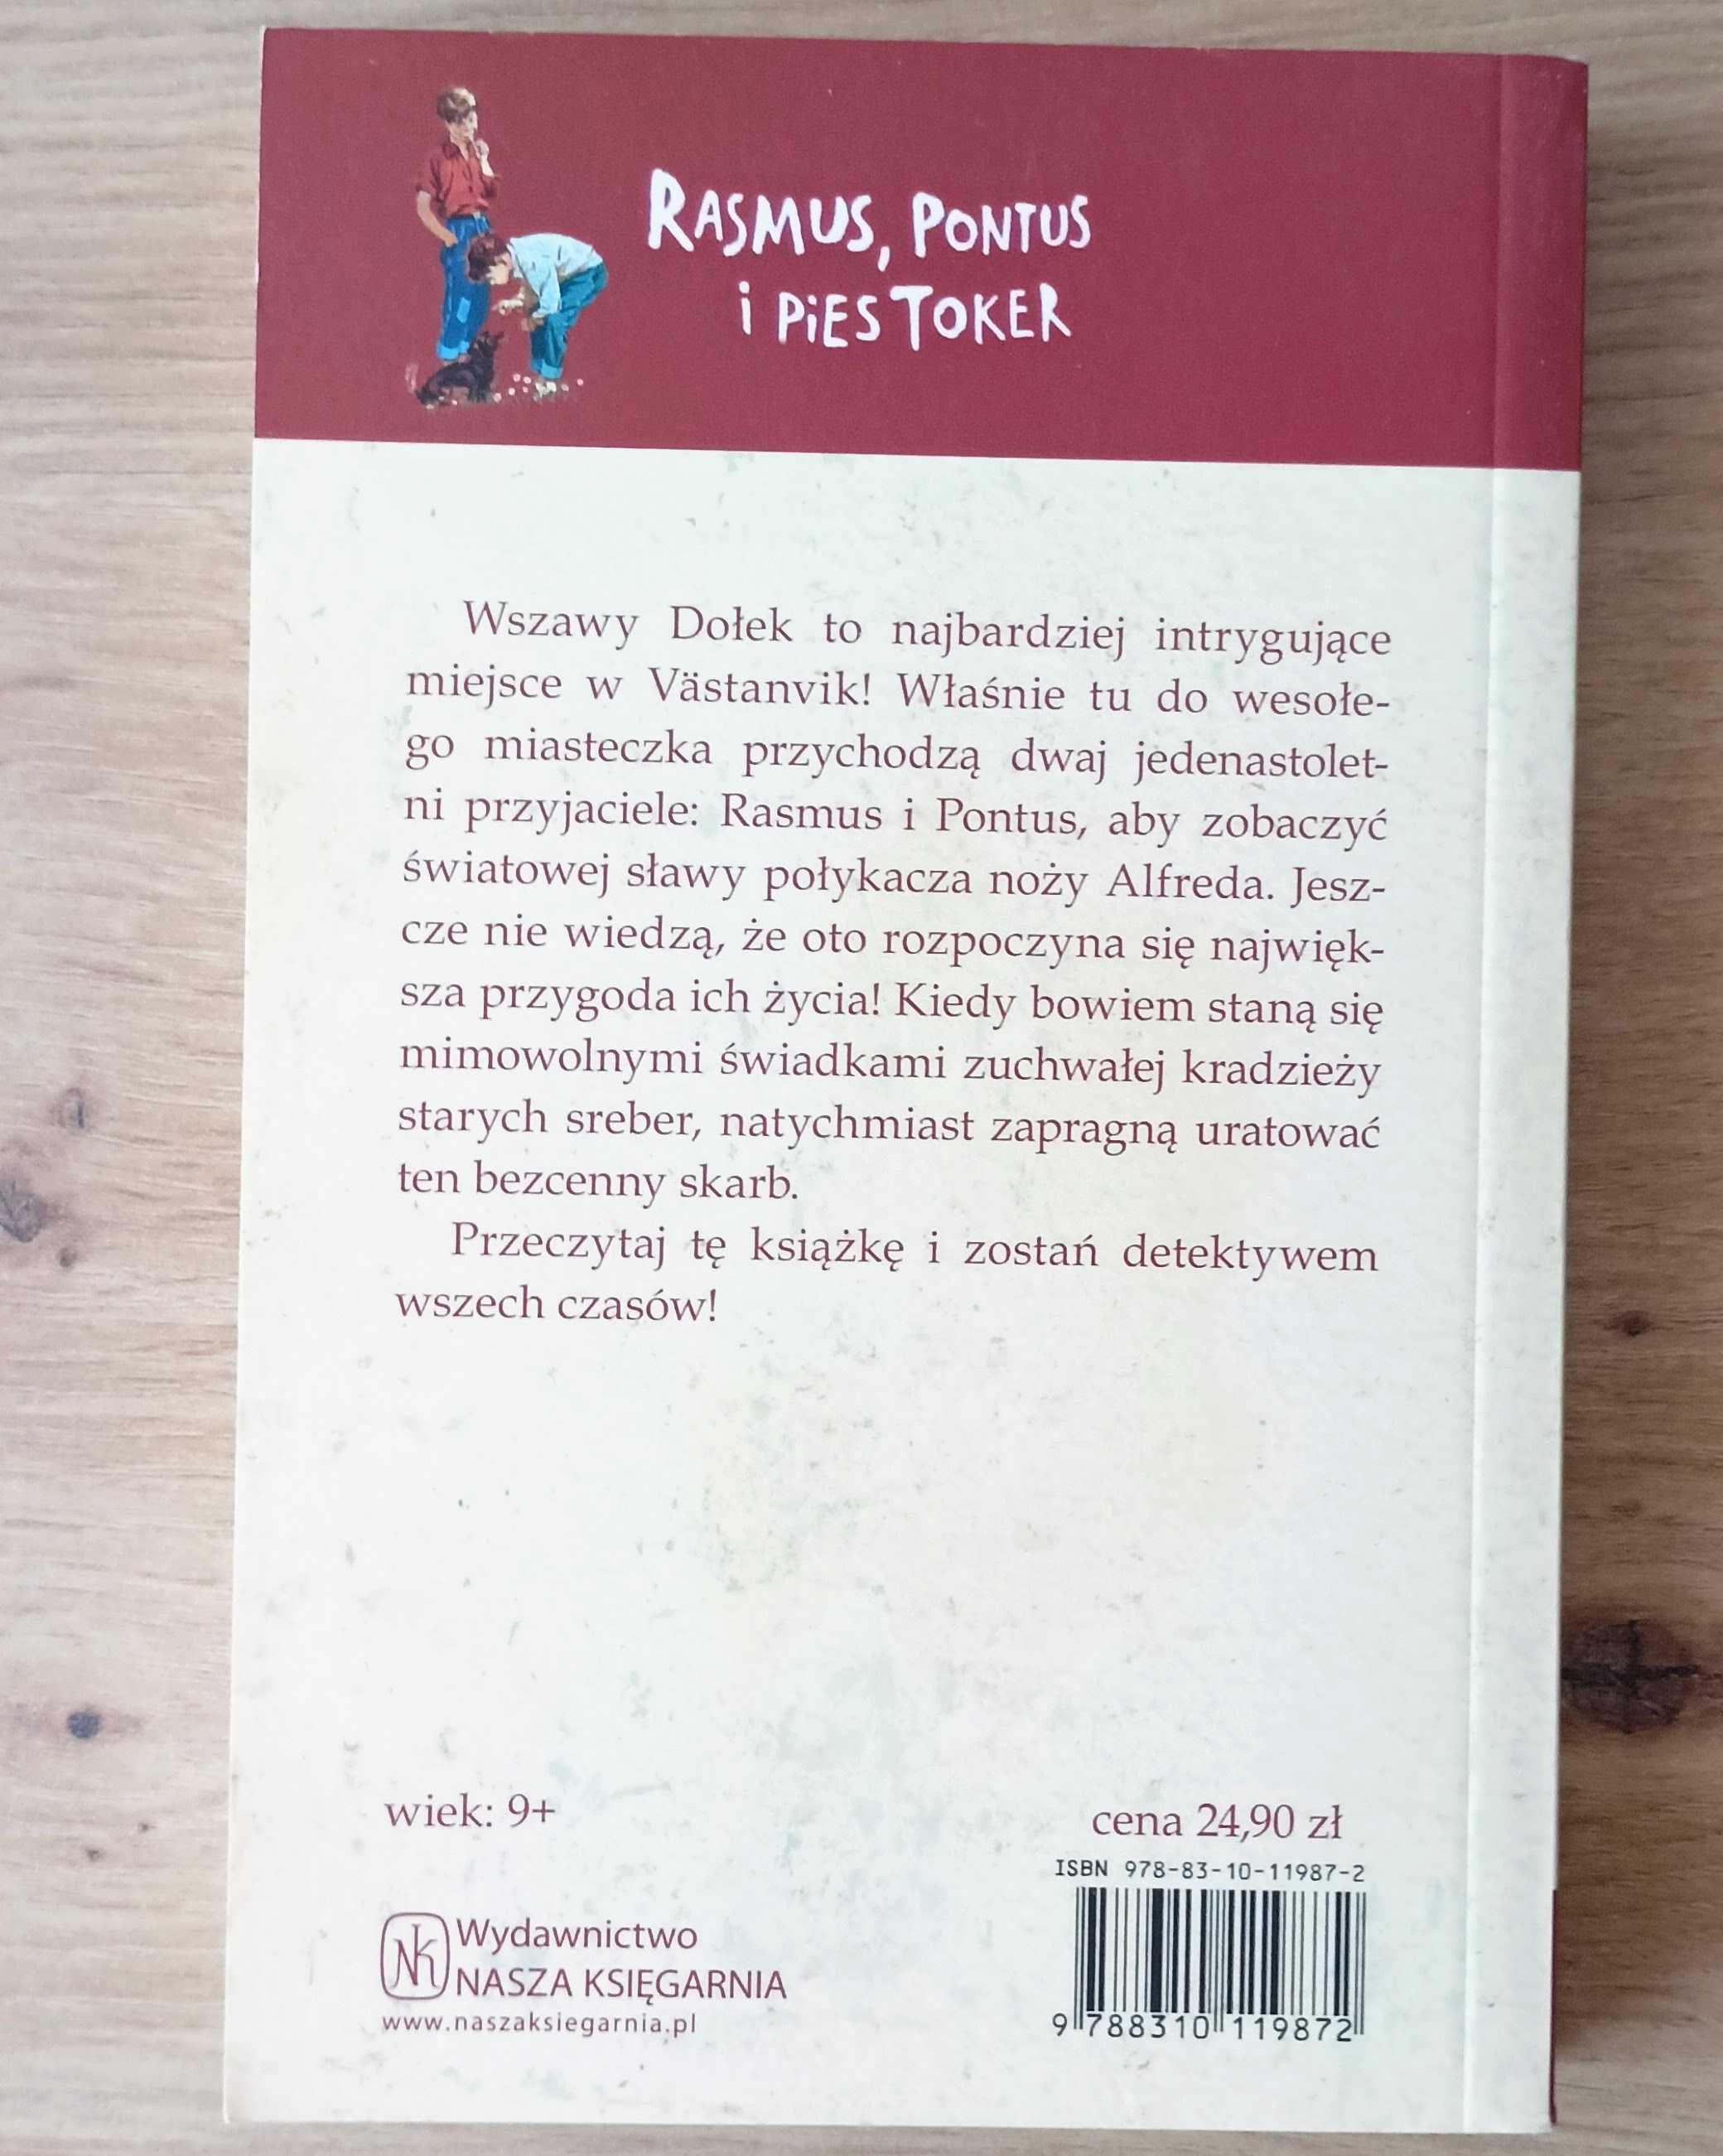 RASMUS, PONTUS
i PiES TOKER
Wszawy Dołek to najbardziej intrygujące
miejsce w Västanvik! Właśnie tu do wesołe-
go miasteczka przychodzą dwaj jedenastolet-
ni przyjaciele: Rasmus i Pontus, aby zobaczyć
światowej sławy połykacza noży Alfreda. Jesz-
cze nie wiedzą, że oto rozpoczyna się najwięk-
sza przygoda ich życia! Kiedy bowiem staną się
mimowolnymi świadkami zuchwałej kradzieży
starych sreber, natychmiast zapragną uratować
ten bezcenny skarb.
Przeczytaj tę książkę i zostań detektywem
wszech czasów!
wiek: 9+
cena 24,90 zł
ISBN 978-83-10-11987-2
9 788310 119872
NK
Wydawnictwo
NASZA KSIĘGARNIA
www.naszaksiegarnia.pl